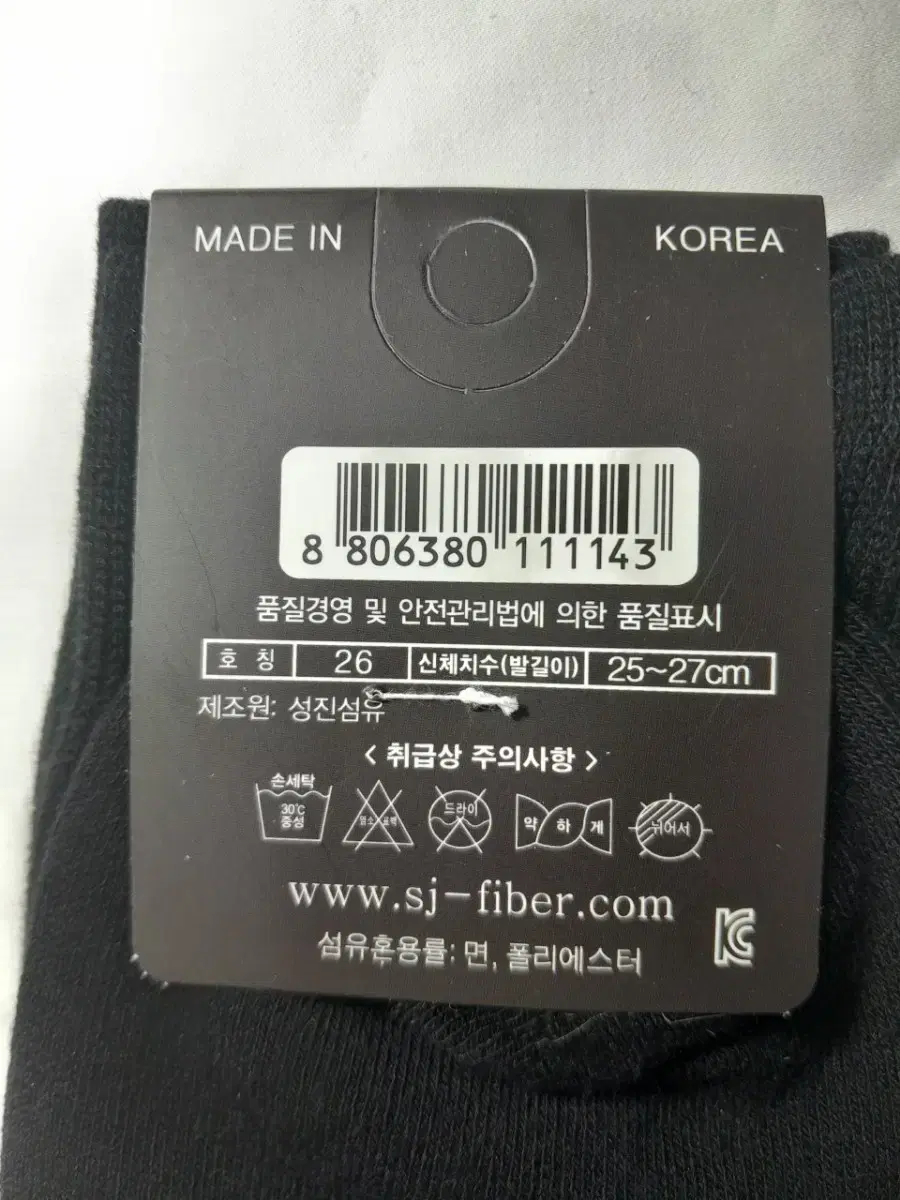 MADE IN KOREA
8 806380 111143
품질경영 및 안전관리법에 의한 품질표시
호 칭 26 신체치수(발길이) 25~27cm
제조원: 성진섬유
< 취급상 주의사항 >
손세탁
30℃ 드라이 약 하 게 뉘어서
중성
www.sj-fiber.com
섬유혼용률: 면, 폴리에스터